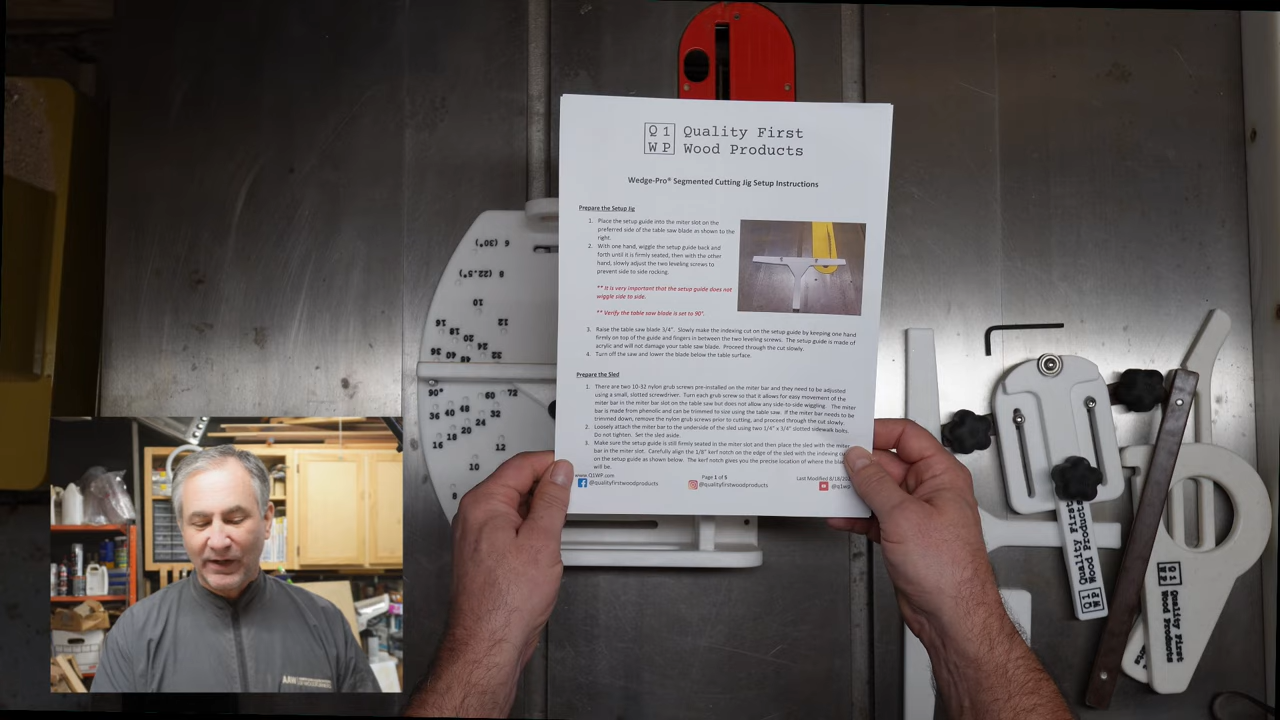 Q1
WP
Quality First
Wood Products
Wedge-Pro® Segmented Cutting Jig Setup Instructions
Prepare the Setup Jig
1. Place the setup guide into the miter slot on the
preferred side of the table saw blade as shown to the
right.
2. With one hand, wiggle the setup guide back and
forth until it is firmly seated, then with the other
hand, slowly adjust the two leveling screws to
prevent side to side rocking.
** It is very important that the setup guide does not
wiggle side to side.
** Verify the table saw blade is set to 90°.
3. Raise the table saw blade 3/4". Slowly make the indexing cut on the setup guide by keeping one hand
firmly on top of the guide and fingers in between the two leveling screws. The setup guide is made of
acrylic and will not damage your table saw blade. Proceed through the cut slowly.
4. Turn off the saw and lower the blade below the table surface.
Prepare the Sled
1. There are two 10-32 nylon grub screws pre-installed on the miter bar and they need to be adjusted
using a small, slotted screwdriver. Turn each grub screw so that it allows for easy movement of the
miter bar in the miter bar slot on the table saw but does not allow any side-to-side wiggling. The miter
bar is made from phenolic and can be trimmed to size using the table saw. If the miter bar needs to be
trimmed down, remove the nylon grub screws prior to cutting, and proceed through the cut slowly.
2. Loosely attach the miter bar to the underside of the sled using two 1/4" x 3/4" slotted sidewalk bolts.
Do not tighten. Set the sled aside.
3. Make sure the setup guide is still firmly seated in the miter slot and then place the sled with the miter
bar in the miter slot. Carefully align the 1/8" kerf notch on the edge of the sled with the indexing
on the setup guide as shown below. The kerf notch gives you the precise location of where the
will be.
www.Q1WP.com
Page 1 of 5
Last Modified 8/18/
@qualityfirstwoodproducts
@qualityfirstwoodproducts
@q1wp
6 (30°)
8 (22.5°)
10
12
16
18
24
32
36
40
48
90°
36
40
48
60
72
32
24
16
18
20
12
10
8
Q1
WP
Quality First
Wood Products
Q1
WP
Quality First
Wood Products
AAW